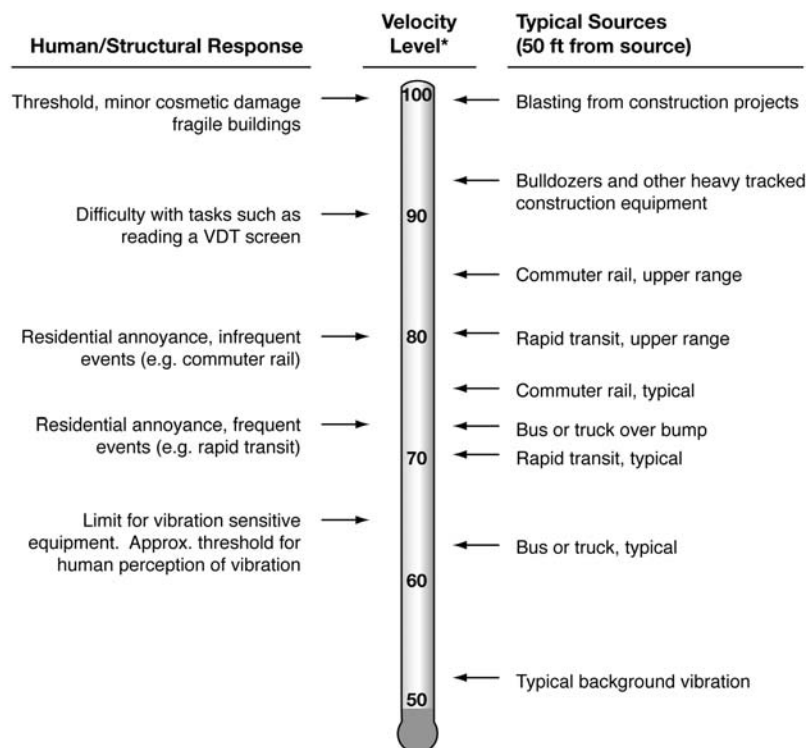 Human/Structural Response
Velocity
Level*
Typical Sources
(50 ft from source)
Threshold, minor cosmetic damage
fragile buildings
100
Blasting from construction projects
Bulldozers and other heavy tracked
construction equipment
Difficulty with tasks such as
reading a VDT screen
90
Commuter rail, upper range
Residential annoyance, infrequent
events (e.g. commuter rail)
80
Rapid transit, upper range
Commuter rail, typical
Residential annoyance, frequent
events (e.g. rapid transit)
Bus or truck over bump
70
Rapid transit, typical
Limit for vibration sensitive
equipment. Approx. threshold for
human perception of vibration
Bus or truck, typical
60
Typical background vibration
50